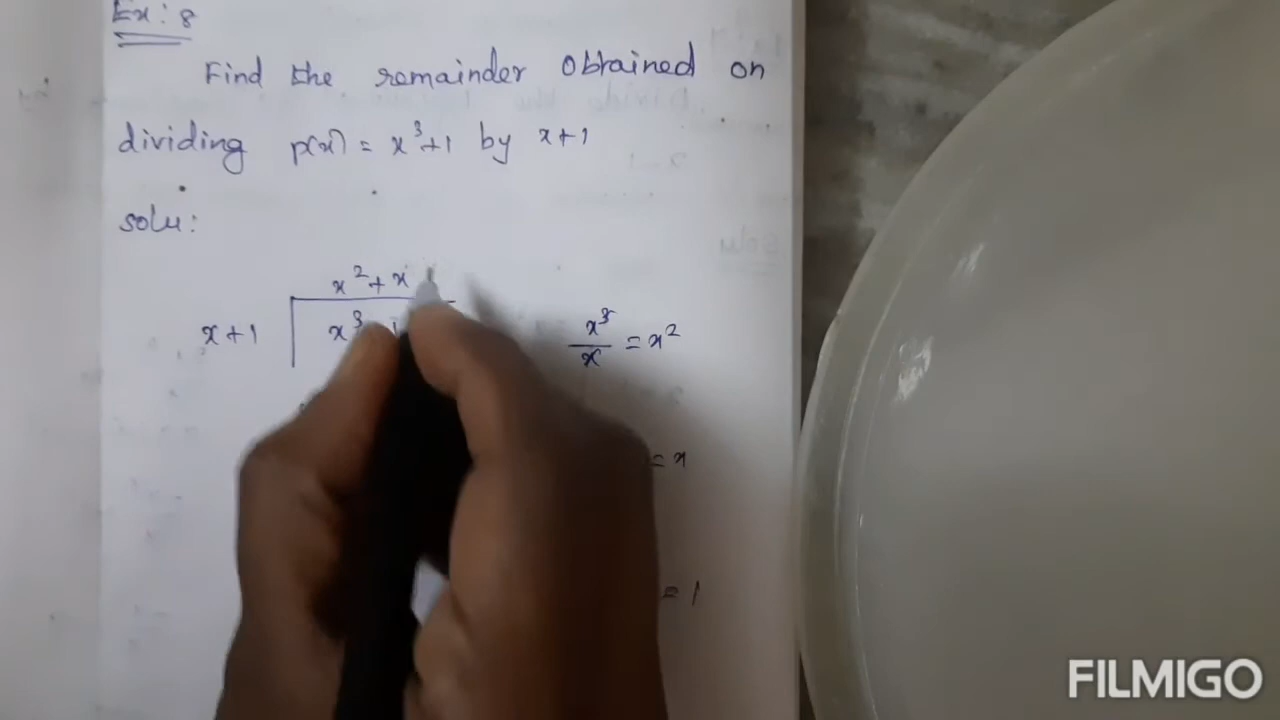 Ex: 8
Find the remainder obtained on
dividing p(x) = x³+1 by x+1
solu:
x² + x
x+1
x³
x³/x = x²
= x
= 1
FILMIGO